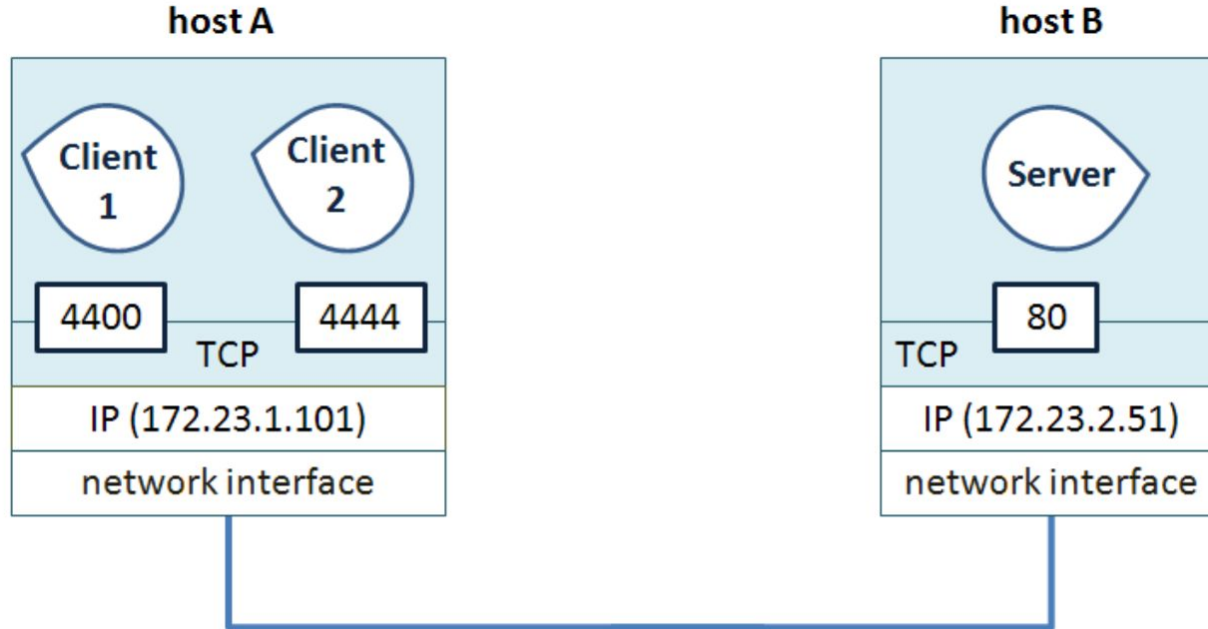 host A
host B
Client
1
Client
2
Server
4400
4444
80
TCP
TCP
IP (172.23.1.101)
IP (172.23.2.51)
network interface
network interface